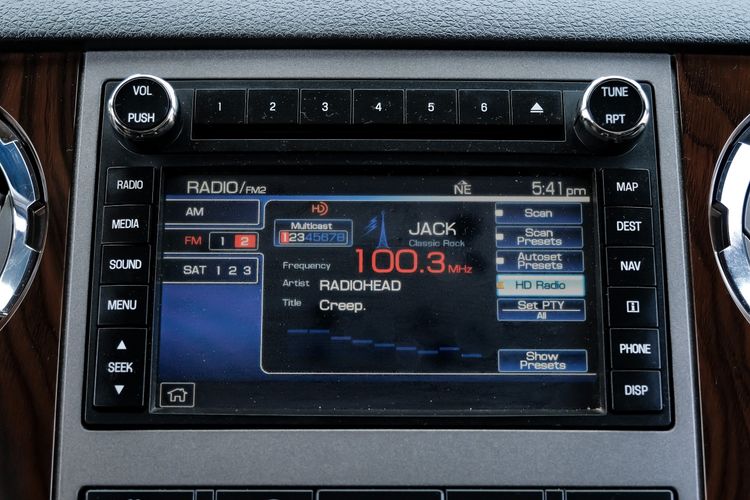 VOL
PUSH
1 2 3 4 5 6
TUNE
RPT
RADIO
MEDIA
SOUND
MENU
SEEK
RADIO/FM2
NE
5:41pm
AM
FM 1 2
SAT 1 2 3
HD
Multicast
12345678
JACK
Classic Rock
Frequency 100.3 MHz
Artist RADIOHEAD
Title Creep.
Scan
Scan
Presets
Autoset
Presets
HD Radio
Set PTY
All
Show
Presets
MAP
DEST
NAV
i
PHONE
DISP